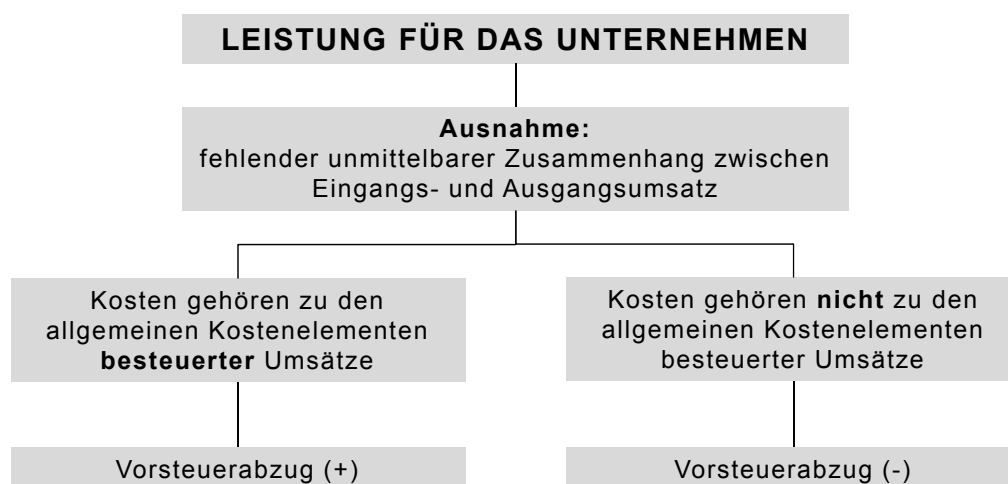 LEISTUNG FÜR DAS UNTERNEHMEN
Ausnahme:
fehlender unmittelbarer Zusammenhang zwischen
Eingangs- und Ausgangsumsatz
Kosten gehören zu den
allgemeinen Kostenelementen
besteuerter Umsätze
Kosten gehören nicht zu den
allgemeinen Kostenelementen
besteuerter Umsätze
Vorsteuerabzug (+)
Vorsteuerabzug (-)